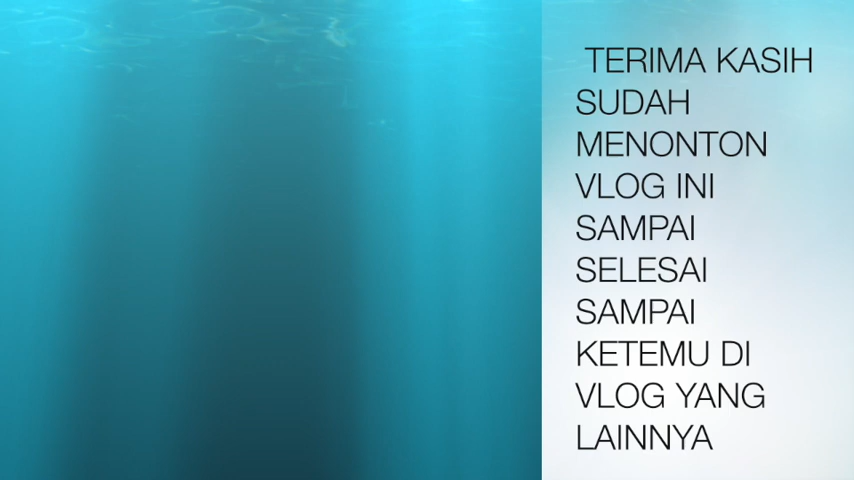 TERIMA KASIH
SUDAH
MENONTON
VLOG INI
SAMPAI
SELESAI
SAMPAI
KETEMU DI
VLOG YANG
LAINNYA